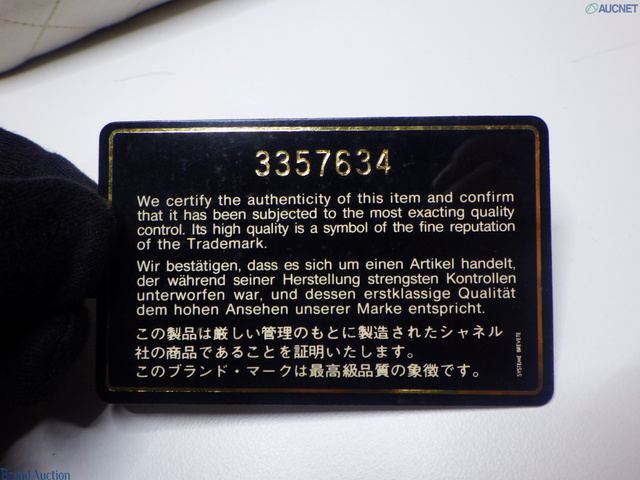 AUCNET
3357634
We certify the authenticity of this item and confirm
that it has been subjected to the most exacting quality
control. Its high quality is a symbol of the fine reputation
of the Trademark.
Wir bestätigen, dass es sich um einen Artikel handelt,
der während seiner Herstellung strengsten Kontrollen
unterworfen war, und dessen erstklassige Qualität
dem hohen Ansehen unserer Marke entspricht.
この製品は厳しい管理のもとに製造されたシャネル
社の商品であることを証明いたします。
このブランド・マークは最高級品質の象徴です。
SYSTEME BREVETE
Brand Auction